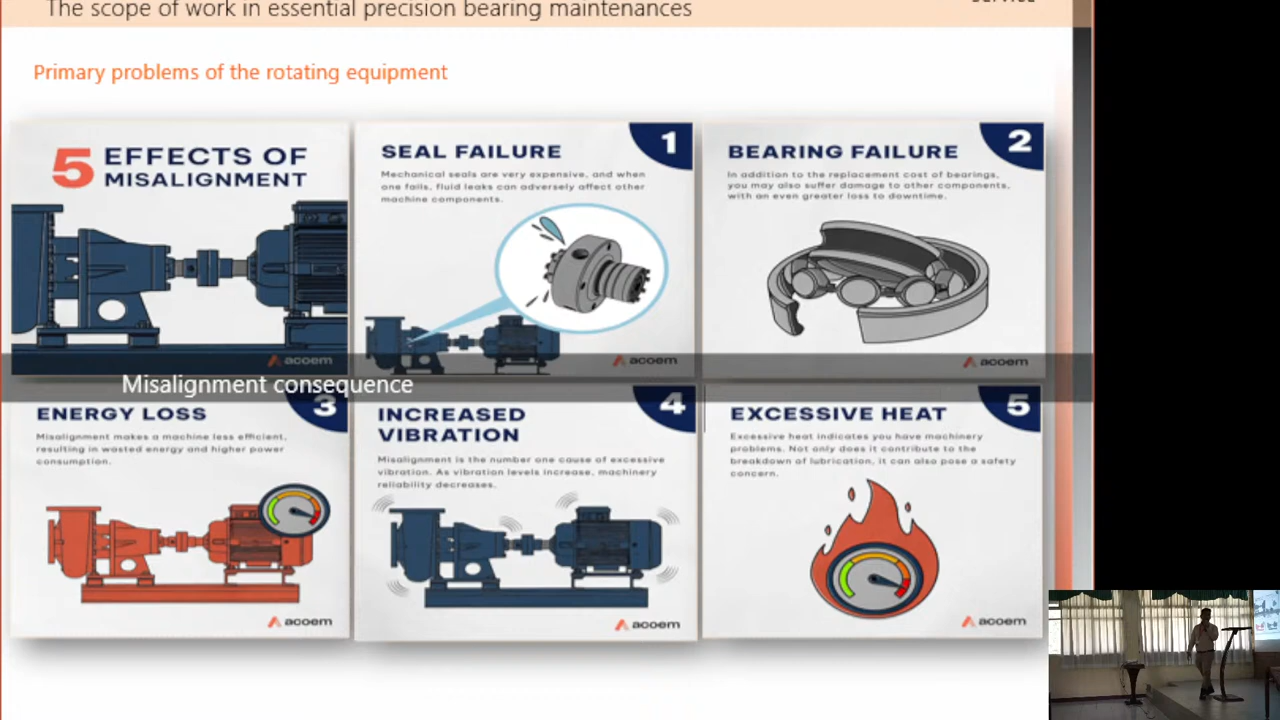 The scope of work in essential precision bearing maintenances
Primary problems of the rotating equipment
5 EFFECTS OF
MISALIGNMENT
acoem
1
SEAL FAILURE
Mechanical seals are very expensive, and when
one fails, fluid leaks can adversely affect other
machine components.
acoem
2
BEARING FAILURE
In addition to the replacement cost of bearings,
you may also suffer damage to other components,
with an even greater loss to downtime.
acoem
Misalignment consequence
3
ENERGY LOSS
Misalignment makes a machine less efficient,
resulting in wasted energy and higher power
consumption.
acoem
4
INCREASED
VIBRATION
Misalignment is the number one cause of excessive
vibration. As vibration levels increase, machinery
reliability decreases.
acoem
5
EXCESSIVE HEAT
Excessive heat indicates you have machinery
problems. Not only does it contribute to the
breakdown of lubrication, it can also pose a safety
concern.
acoem